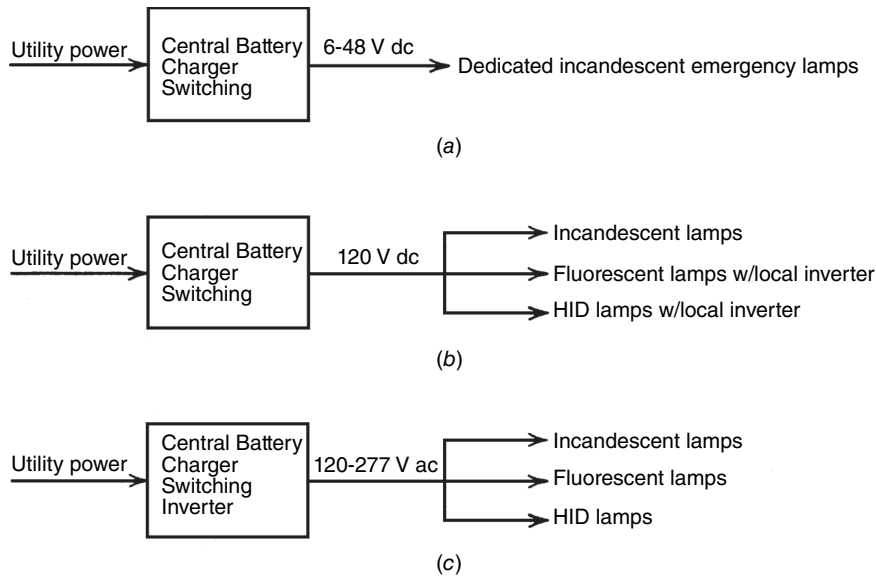 Utility power
Central Battery
Charger
Switching
6-48 V dc
Dedicated incandescent emergency lamps
(a)
Utility power
Central Battery
Charger
Switching
120 V dc
Incandescent lamps
Fluorescent lamps w/local inverter
HID lamps w/local inverter
(b)
Utility power
Central Battery
Charger
Switching
Inverter
120-277 V ac
Incandescent lamps
Fluorescent lamps
HID lamps
(c)